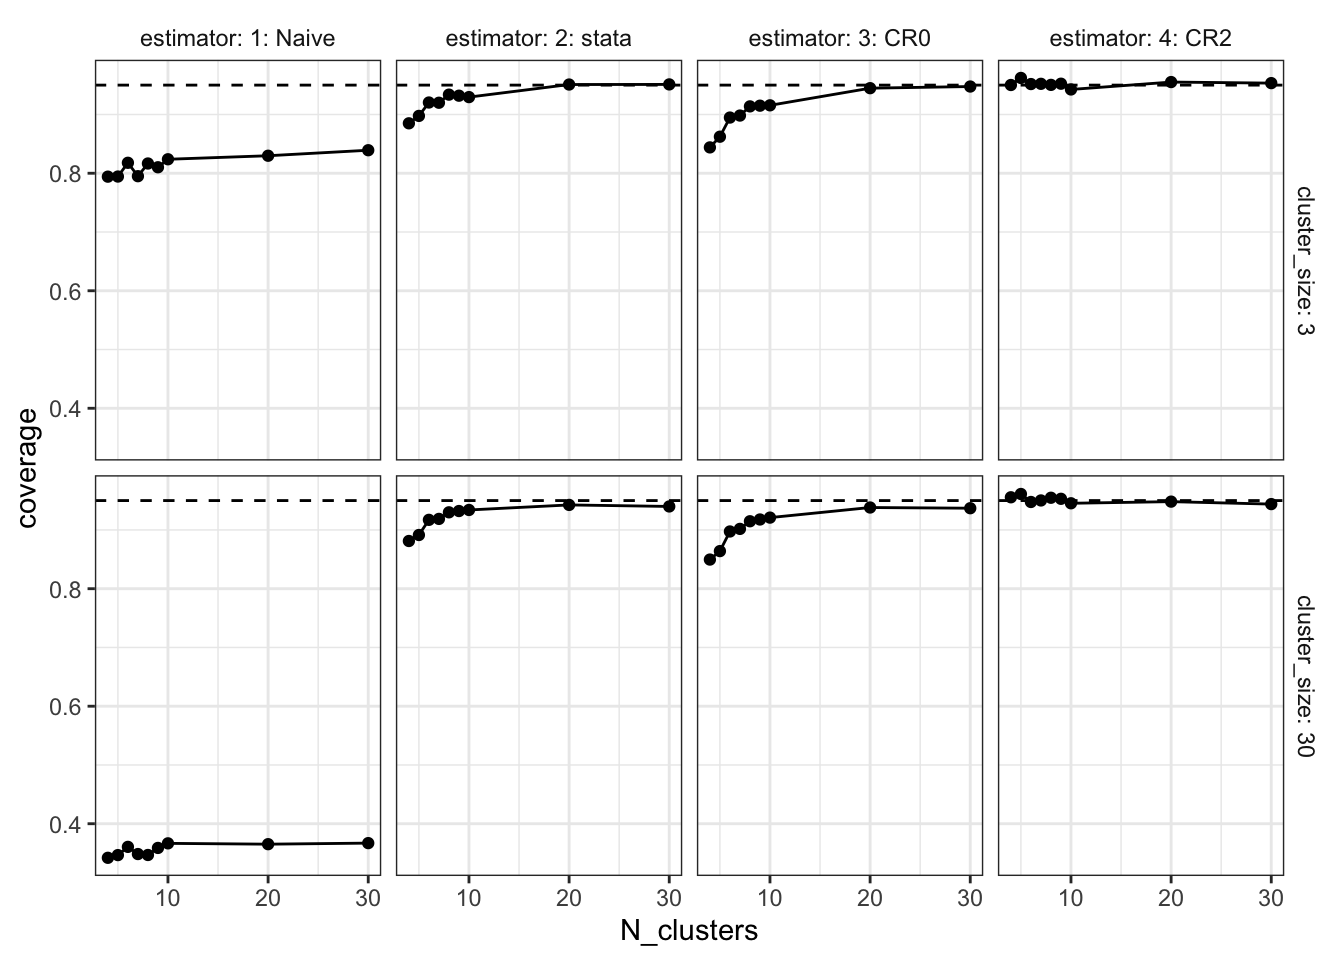 estimator: 1: Naive
estimator: 2: stata
estimator: 3: CR0
estimator: 4: CR2
0.8
0.6
0.4
cluster_size: 3
coverage
0.8
0.6
0.4
cluster_size: 30
10 20 30
10 20 30
10 20 30
10 20 30
N_clusters